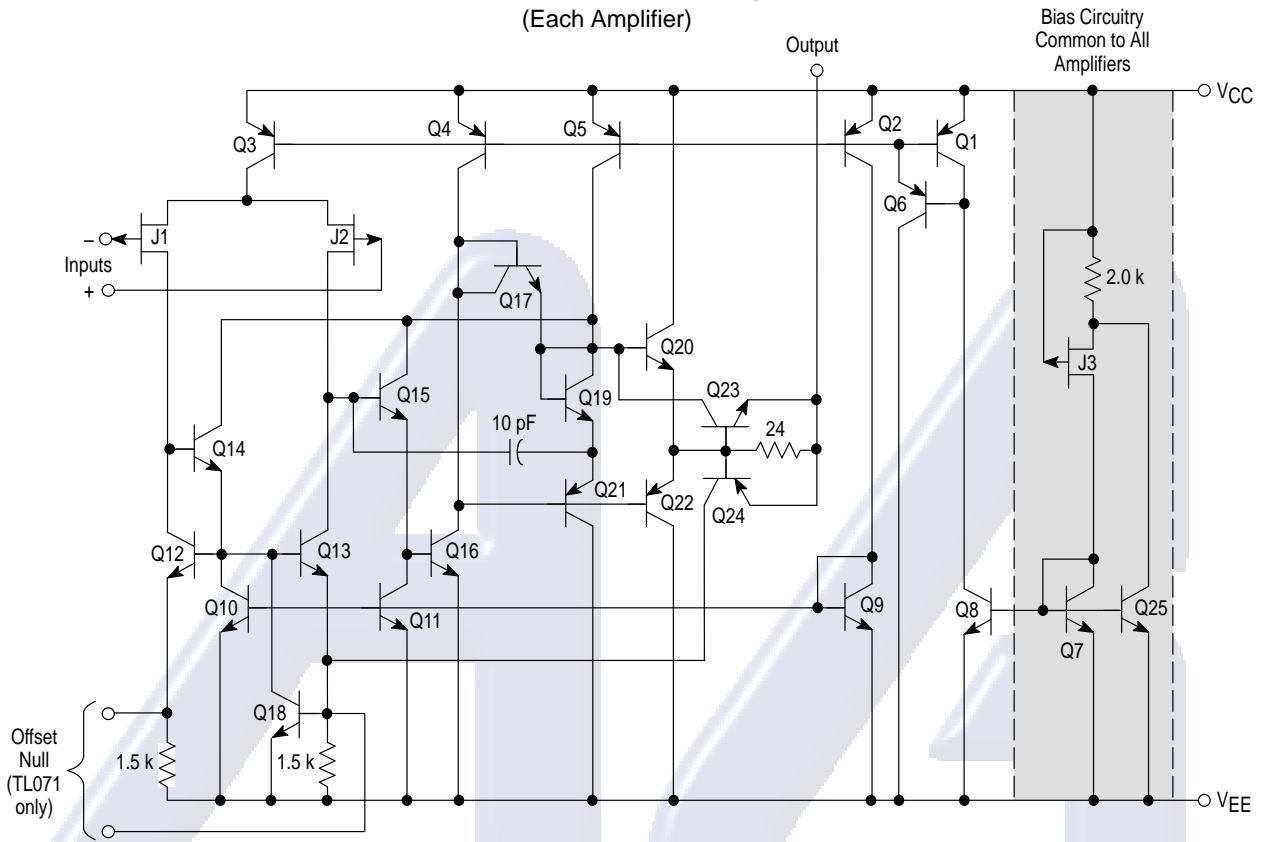 (Each Amplifier)
Bias Circuitry
Common to All
Amplifiers
Output
VCC
Q3
Q4
Q5
Q2
Q1
Q6
–
J1
J2
Inputs
+
Q17
2.0 k
J3
Q20
Q15
Q19
Q23
10 pF
24
Q14
Q21
Q22
Q24
Q12
Q13
Q16
Q10
Q11
Q9
Q8
Q7
Q25
Q18
Offset
Null
(TL071
only)
1.5 k
1.5 k
VEE